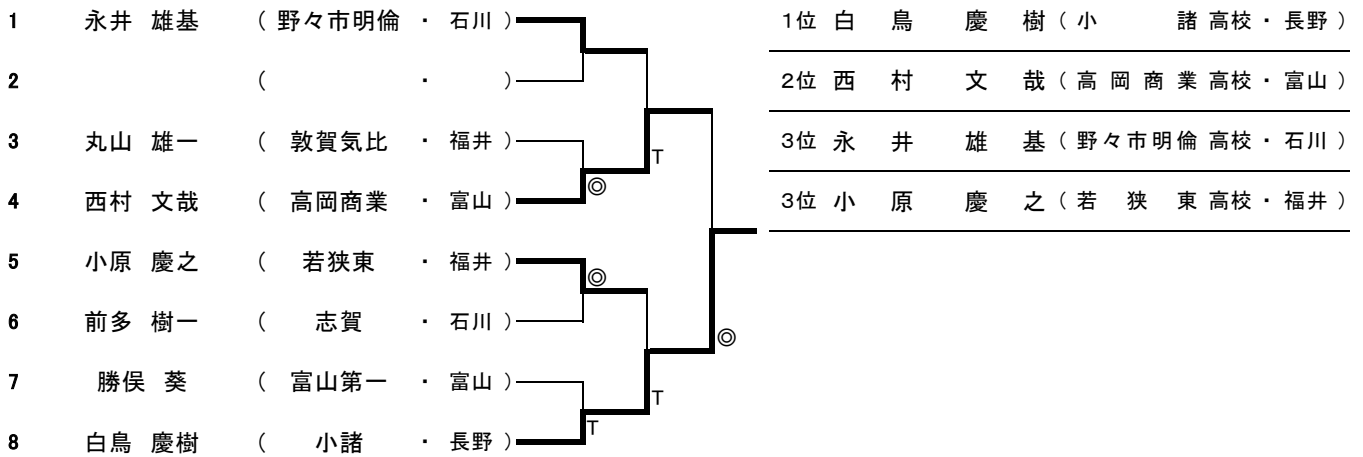 1 永井 雄基 ( 野々市明倫 ・ 石川 )
2 ( ・ )
3 丸山 雄一 ( 敦賀気比 ・ 福井 )
T
◎
4 西村 文哉 ( 高岡商業 ・ 富山 )
5 小原 慶之 ( 若狭東 ・ 福井 )
◎
6 前多 樹一 ( 志賀 ・ 石川 )
◎
7 勝俣 葵 ( 富山第一 ・ 富山 )
T
T
8 白鳥 慶樹 ( 小諸 ・ 長野 )
1位 白鳥 慶樹 ( 小諸 高校 ・ 長野 )
2位 西村 文哉 ( 高岡商業 高校 ・ 富山 )
3位 永井 雄基 ( 野々市明倫 高校 ・ 石川 )
3位 小原 慶之 ( 若狭東 高校 ・ 福井 )